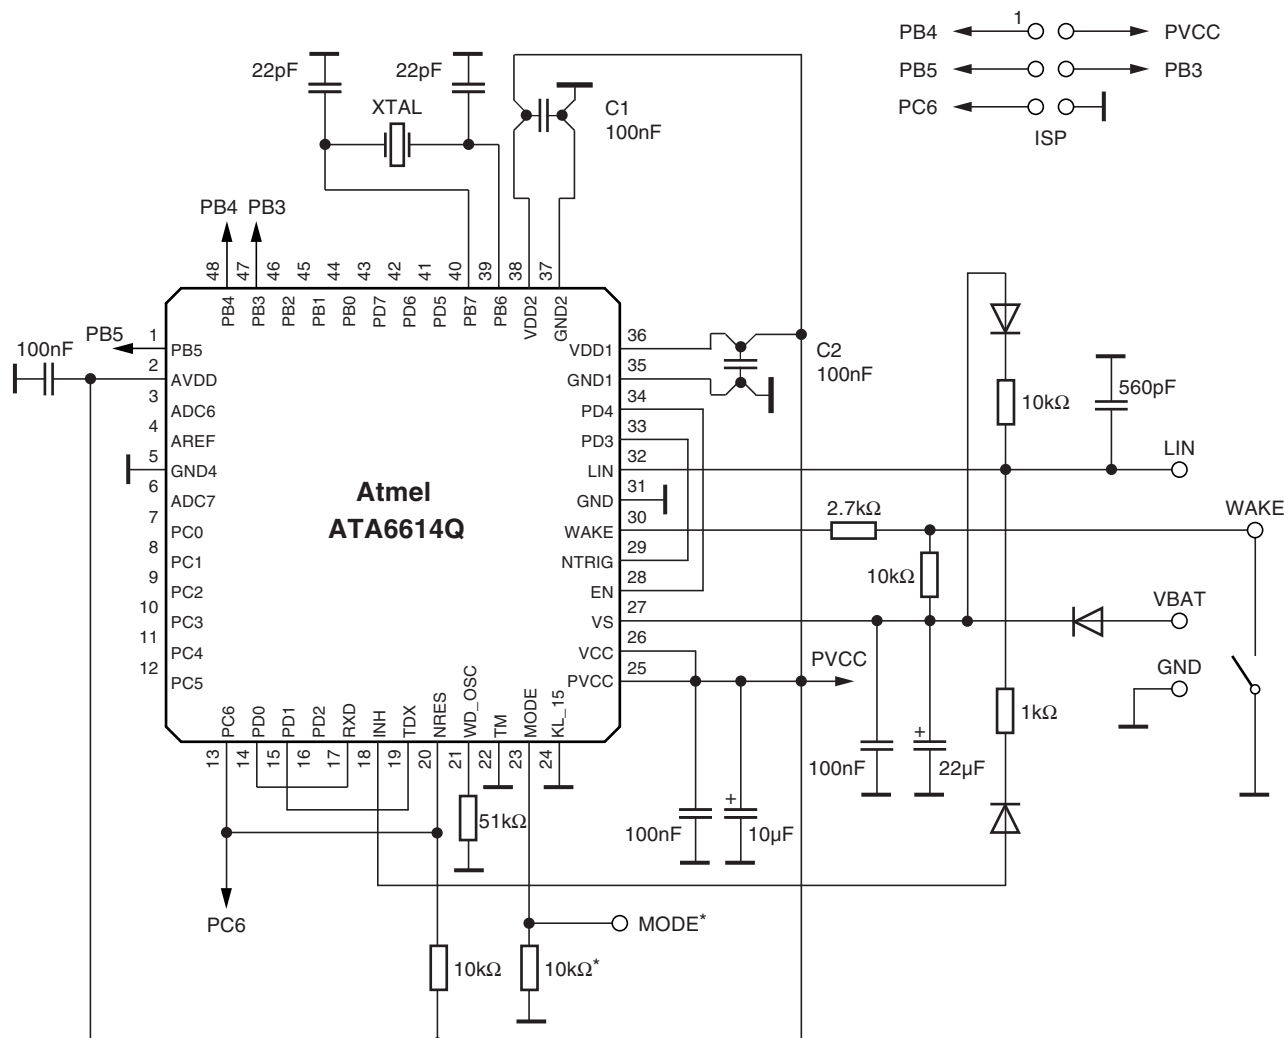 PB4 1 PVCC
PB5 PB3
PC6
ISP
22pF 22pF
XTAL
C1
100nF
PB4 PB3
48 47 46 45 44 43 42 41 40 39 38 37
PB4 PB3 PB2 PB1 PB0 PD7 PD6 PD5 PB7 PB6 VDD2 GND2
PB5
100nF
1 PB5
2 AVDD
3 ADC6
4 AREF
5 GND4
6 ADC7
7 PC0
8 PC1
9 PC2
10 PC3
11 PC4
12 PC5
Atmel
ATA6614Q
VDD1 36
GND1 35
PD4 34
PD3 33
LIN 32
GND 31
WAKE 30
NTRIG 29
EN 28
VS 27
VCC 26
PVCC 25
C2
100nF
10kΩ
560pF
LIN
2.7kΩ
WAKE
10kΩ
VBAT
PVCC
GND
1kΩ
PC6 PD0 PD1 PD2 RXD INH TDX NRES WD_OSC TM MODE KL_15
13 14 15 16 17 18 19 20 21 22 23 24
100nF
+
22µF
51kΩ
100nF
+
10µF
PC6
MODE*
10kΩ
10kΩ*